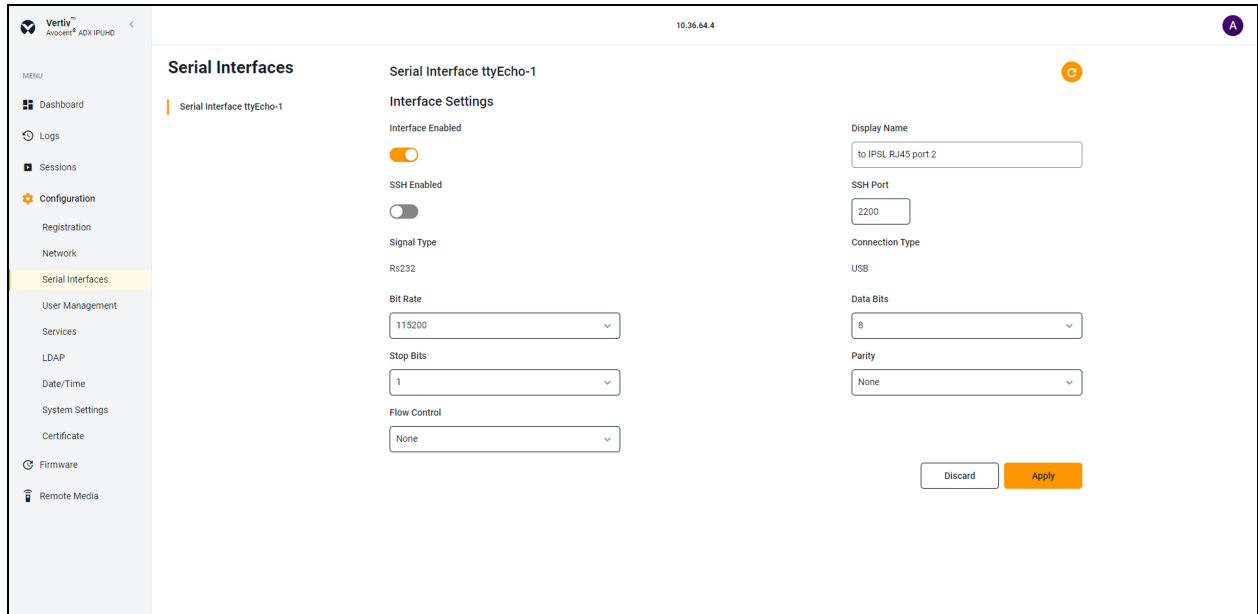 Vertiv™
Avocent® ADX IPUHD
10.36.64.4
A
MENU
Dashboard
Logs
Sessions
Configuration
Registration
Network
Serial Interfaces
User Management
Services
LDAP
Date/Time
System Settings
Certificate
Firmware
Remote Media
Serial Interfaces
Serial Interface ttyEcho-1
Serial Interface ttyEcho-1
Interface Settings
Interface Enabled
Display Name
to IPSL RJ45 port 2
SSH Enabled
SSH Port
2200
Signal Type
Connection Type
Rs232
USB
Bit Rate
Data Bits
115200
8
Stop Bits
Parity
1
None
Flow Control
None
Discard
Apply